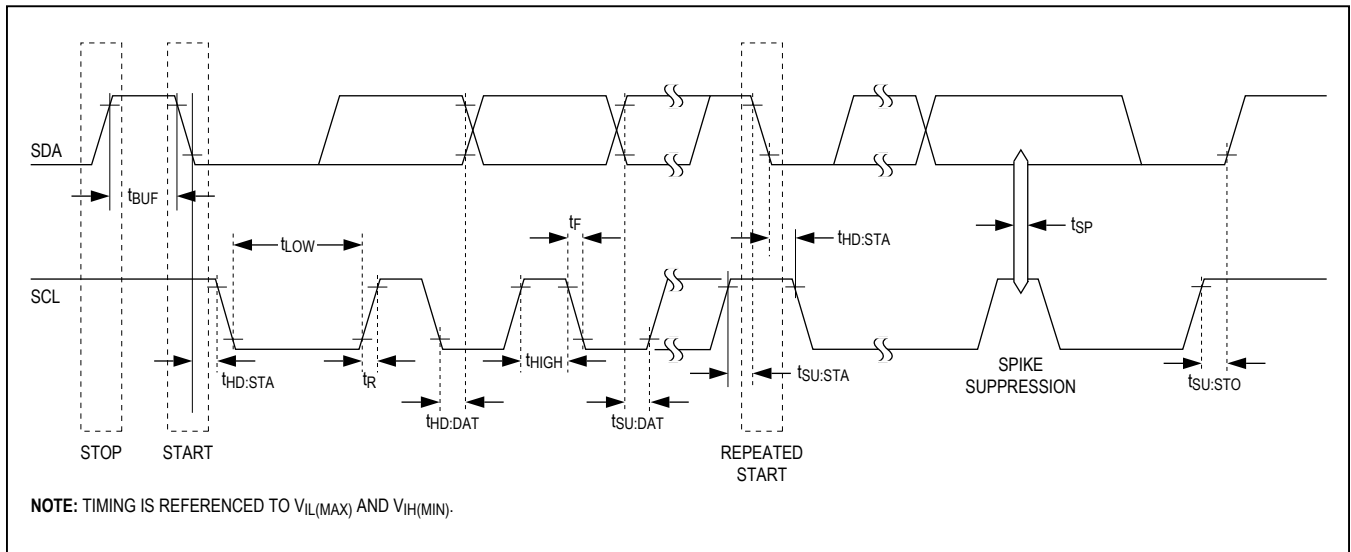 SDA
tBUF
tF
tLOW
tHD:STA
tSP
SCL
tHD:STA
tR
tHIGH
tSU:STA
SPIKE
SUPPRESSION
tSU:STO
tHD:DAT
tSU:DAT
STOP
START
REPEATED
START
NOTE: TIMING IS REFERENCED TO VIL(MAX) AND VIH(MIN).